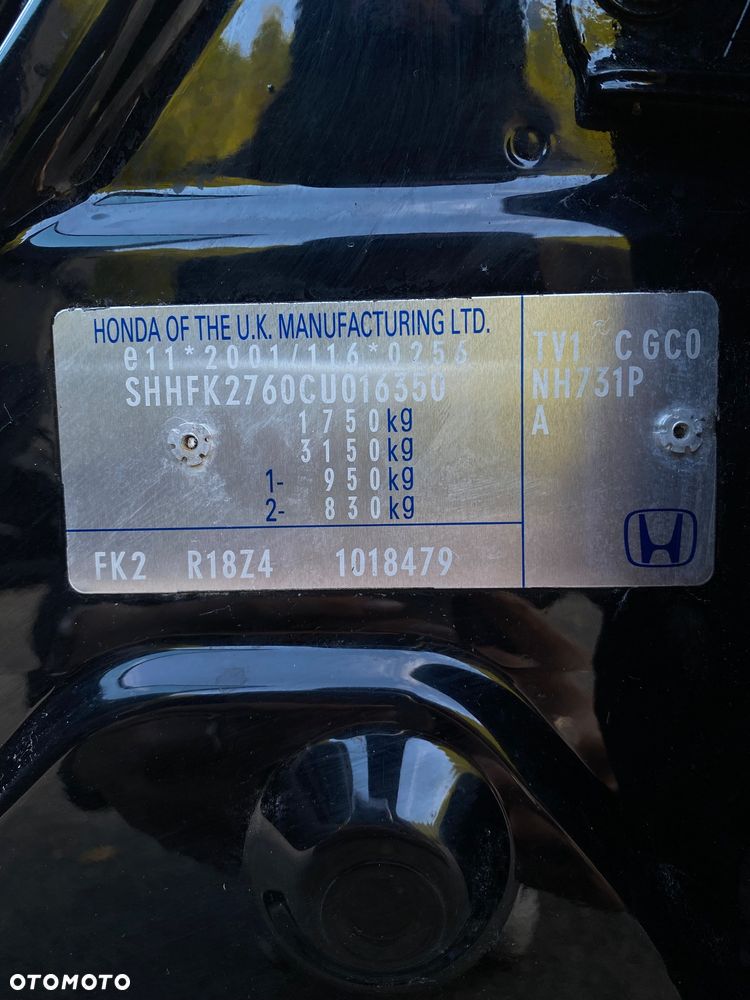 HONDA OF THE U.K. MANUFACTURING LTD.
e11*2001/116*0256
SHHFK2760CU016350
1750kg
3150kg
1- 950kg
2- 830kg
FK2 R18Z4 1018479
TV1 ~ C GC0
NH731P
A
OTOMOTO